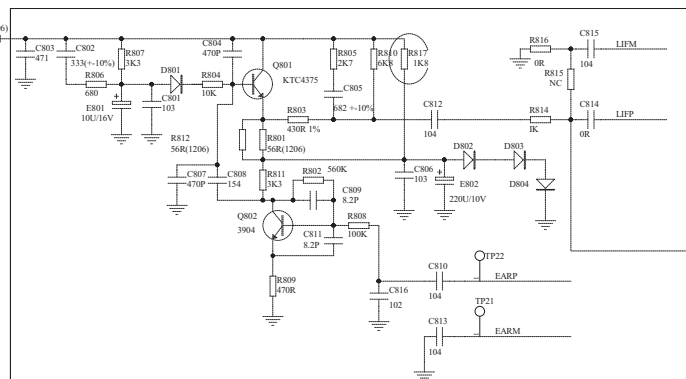 6)
C803
471
C802
333(+-10%)
R807
3K3
C804
470P
R806
680
D801
R804
10K
Q801
KTC4375
R805
2K7
R810
6K8
R817
1K8
C805
682 +-10%
R816
0R
C815
104
LIFM
R815
NC
E801
10U/16V
C801
103
R812
56R(1206)
R801
56R(1206)
R803
430R 1%
C812
104
R814
1K
C814
0R
LIFP
C807
470P
C808
154
R811
3K3
R802
560K
C809
8.2P
C806
103
D802
D803
E802
220U/10V
D804
Q802
3904
C811
8.2P
R808
100K
R809
470R
C816
102
C810
104
TP22
EARP
TP21
C813
104
EARM